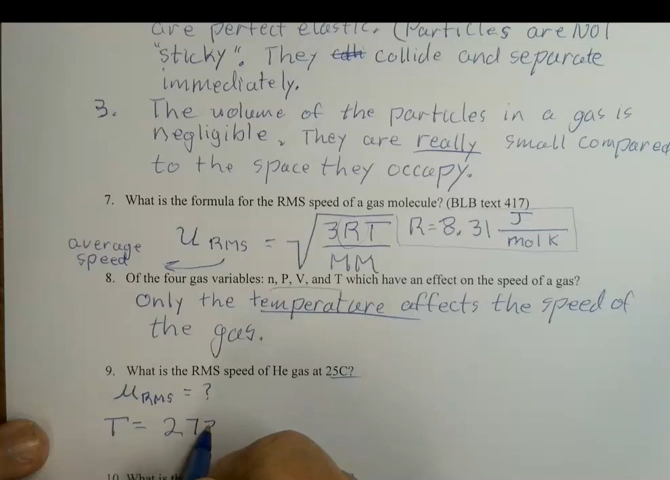 are perfect elastic. (Particles are NOT
"sticky". They collide and separate
immediately.
3. The volume of the particles in a gas is
negligible. They are really small compared
to the space they occupy.
7. What is the formula for the RMS speed of a gas molecule? (BLB text 417)
average speed
u RMS = √3RT/MM R=8.31 J/mol K
8. Of the four gas variables: n, P, V, and T which have an effect on the speed of a gas?
Only the temperature affects the speed of
the gas.
9. What is the RMS speed of He gas at 25C?
u RMS = ?
T = 27
10. What is